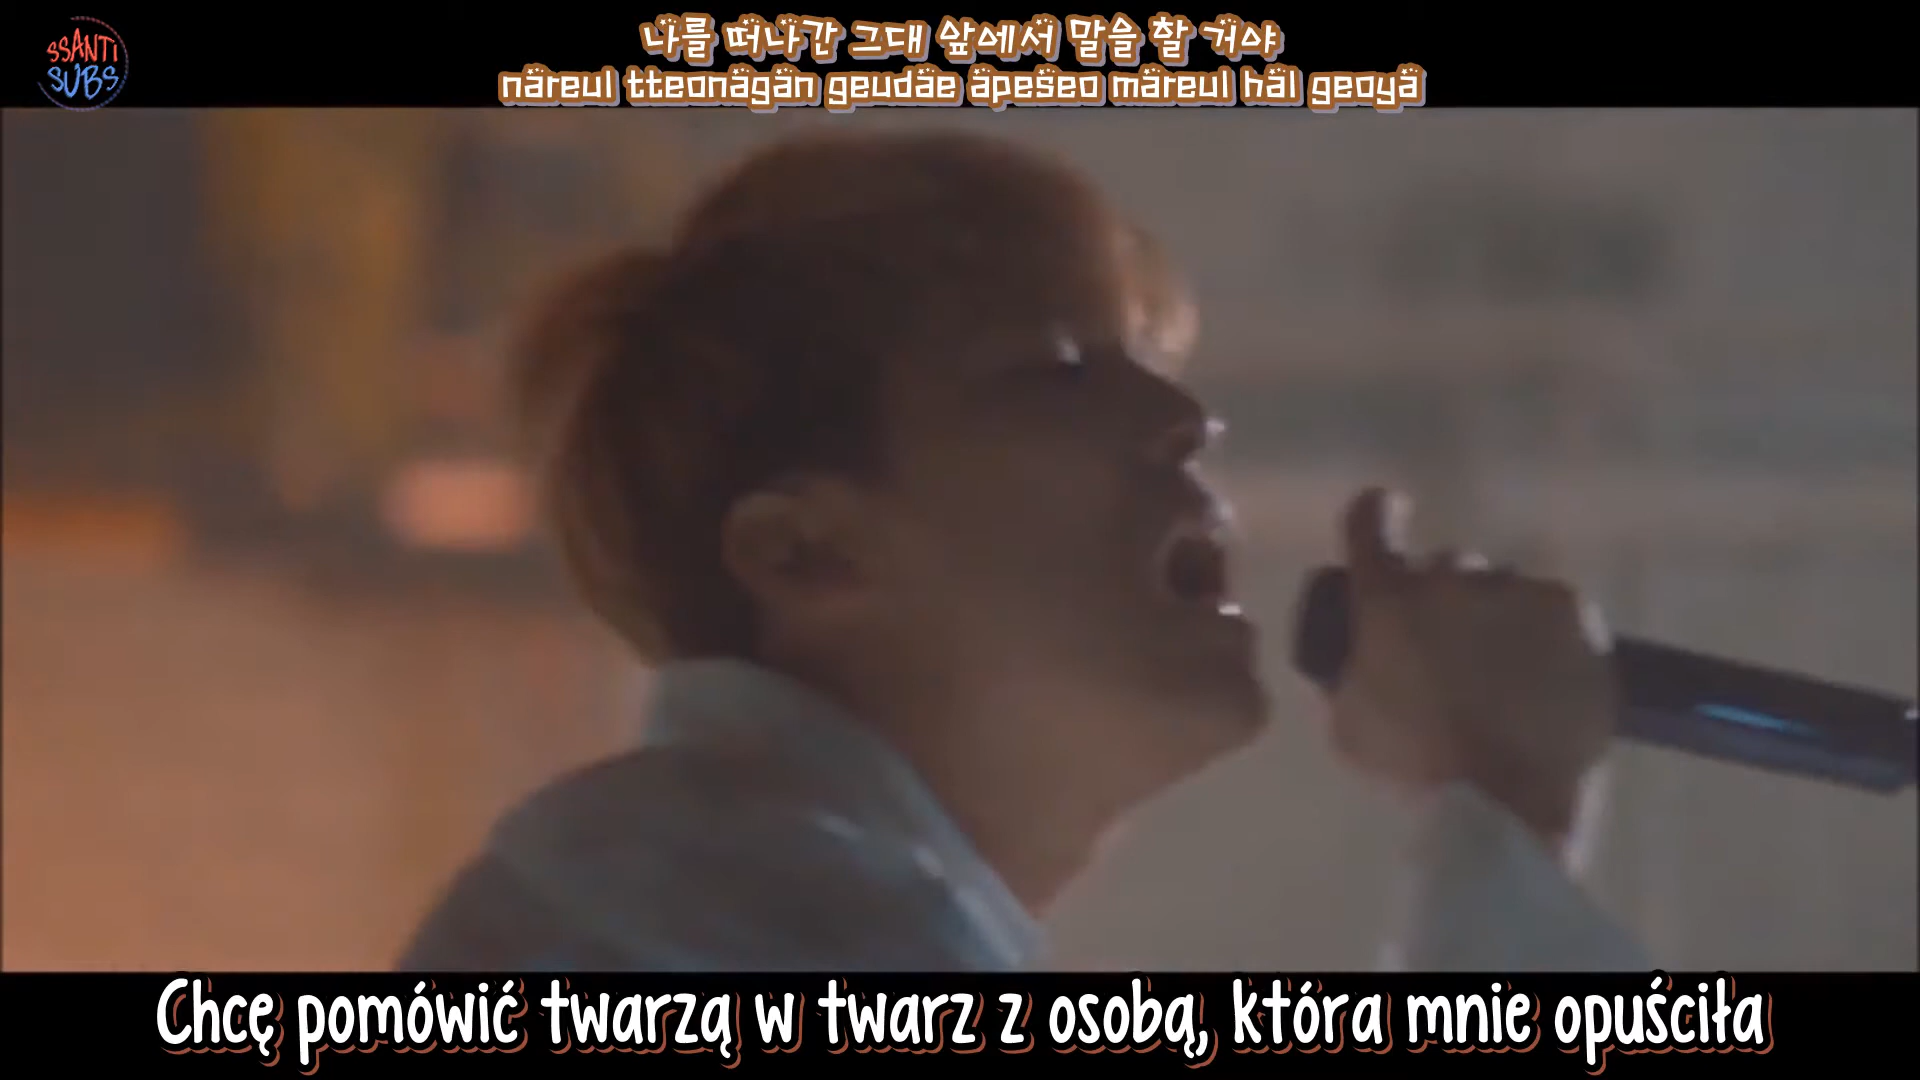 SSANTI
SUBS
나를 떠나간 그대 앞에서 말을 할 거야
nareul tteonagan geudae apeseo mareul hal geoya
Chcę pomówić twarzą w twarz z osobą, która mnie opuściła